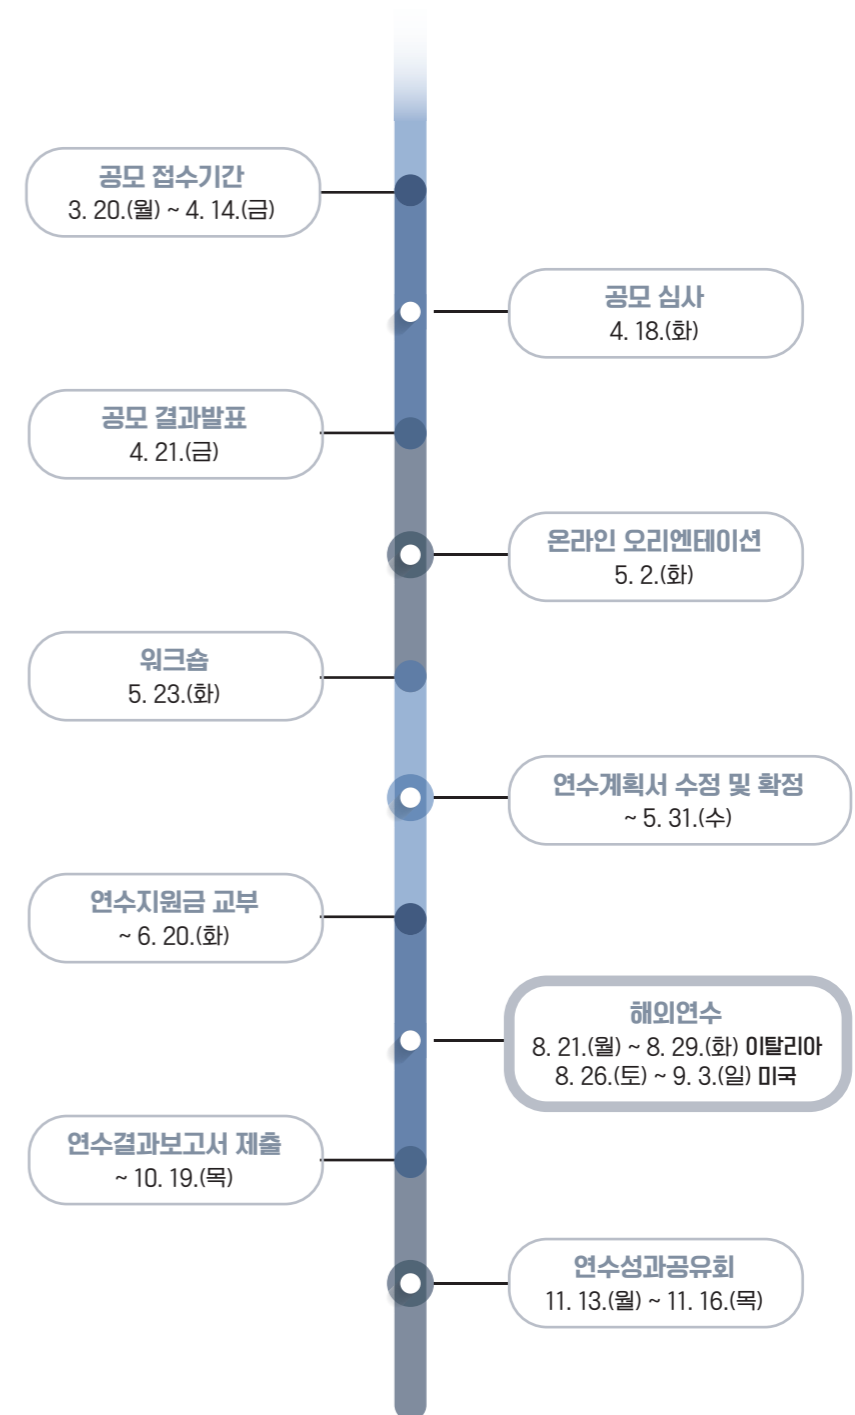 공모 접수기간
3. 20.(월) ~ 4. 14.(금)
공모 심사
4. 18.(화)
공모 결과발표
4. 21.(금)
온라인 오리엔테이션
5. 2.(화)
워크숍
5. 23.(화)
연수계획서 수정 및 확정
~ 5. 31.(수)
연수지원금 교부
~ 6. 20.(화)
해외연수
8. 21.(월) ~ 8. 29.(화) 이탈리아
8. 26.(토) ~ 9. 3.(일) 미국
연수결과보고서 제출
~ 10. 19.(목)
연수성과공유회
11. 13.(월) ~ 11. 16.(목)